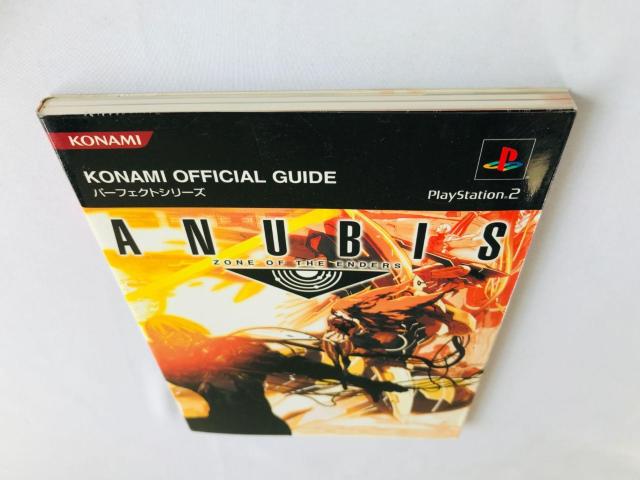 KONAMI
KONAMI OFFICIAL GUIDE
パーフェクトシリーズ
PlayStation.2
ANUBIS
ZONE OF THE ENDERS